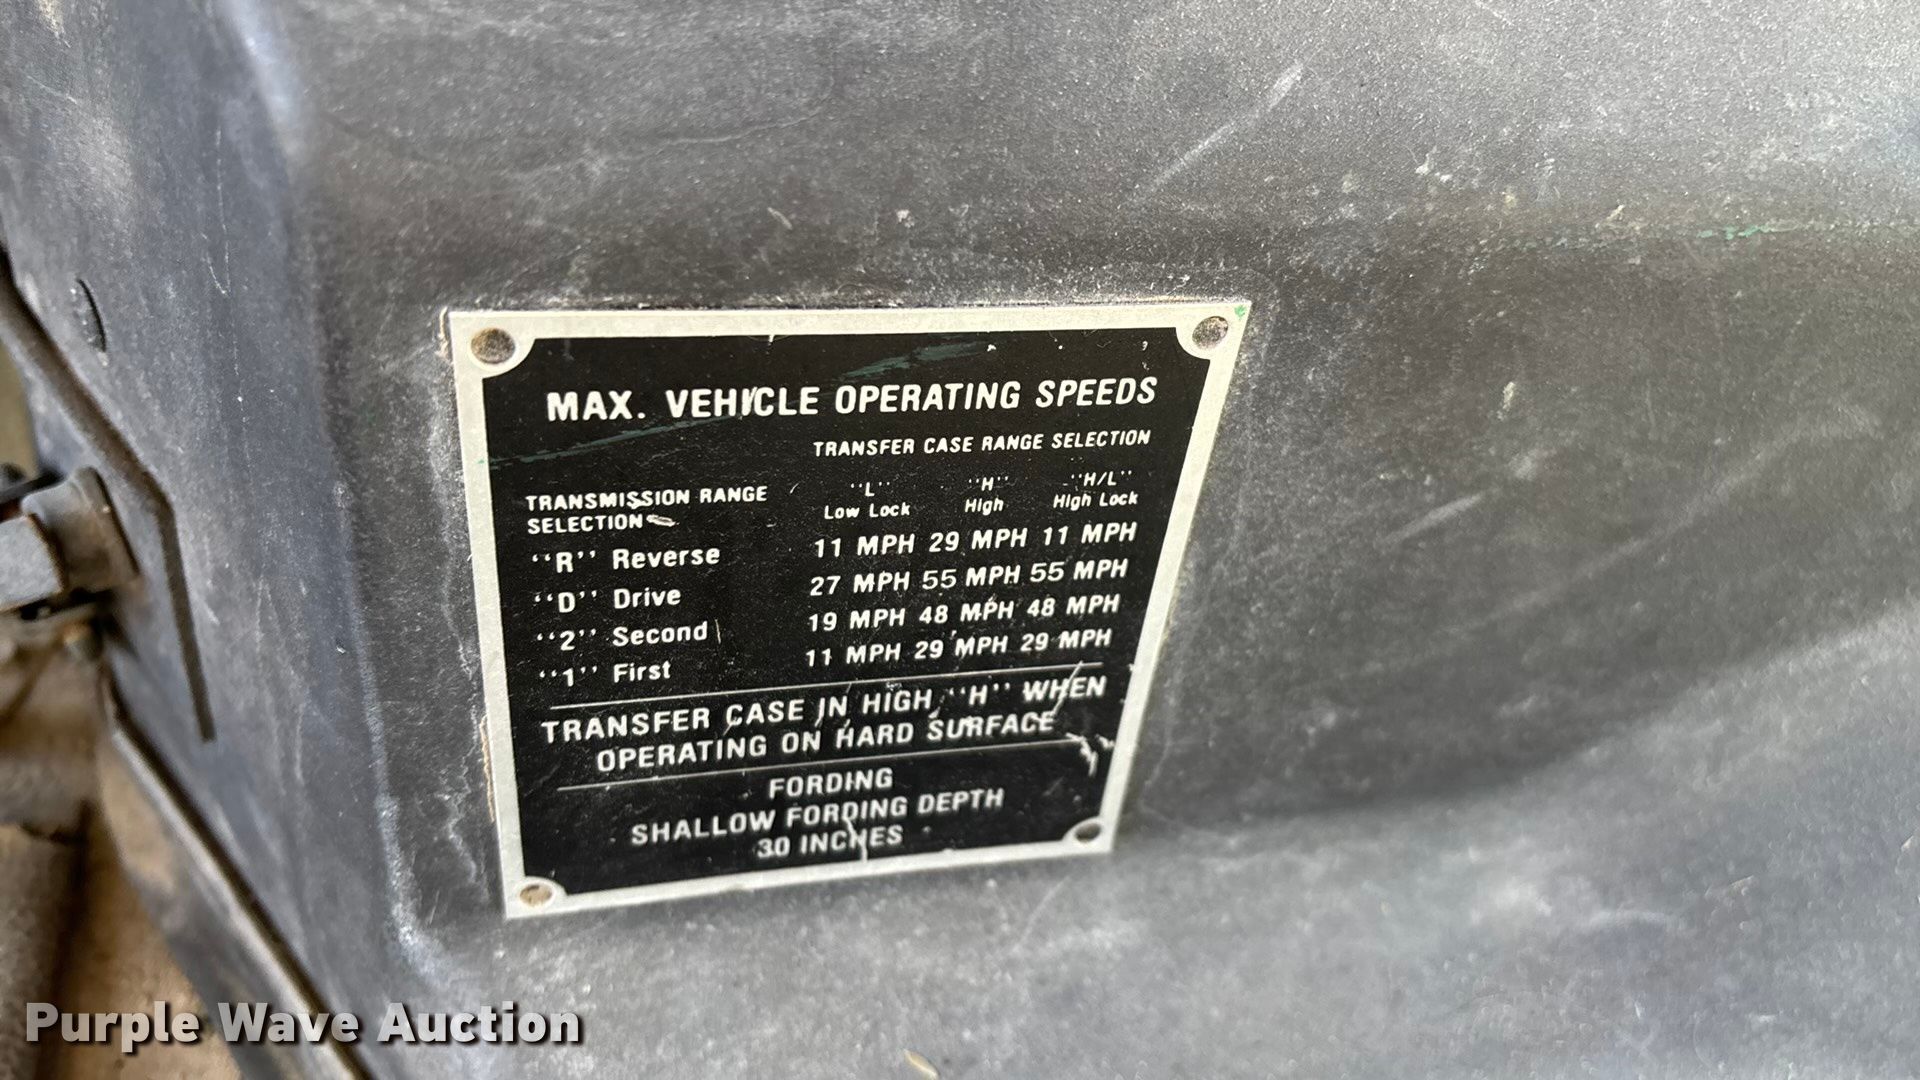 MAX. VEHICLE OPERATING SPEEDS
TRANSFER CASE RANGE SELECTION
TRANSMISSION RANGE SELECTION
"L" Low Lock "H" High "H/L" High Lock
"R" Reverse 11 MPH 29 MPH 11 MPH
"D" Drive 27 MPH 55 MPH 55 MPH
"2" Second 19 MPH 48 MPH 48 MPH
"1" First 11 MPH 29 MPH 29 MPH
TRANSFER CASE IN HIGH, "H" WHEN
OPERATING ON HARD SURFACE
FORDING
SHALLOW FORDING DEPTH
30 INCHES
Purple Wave Auction